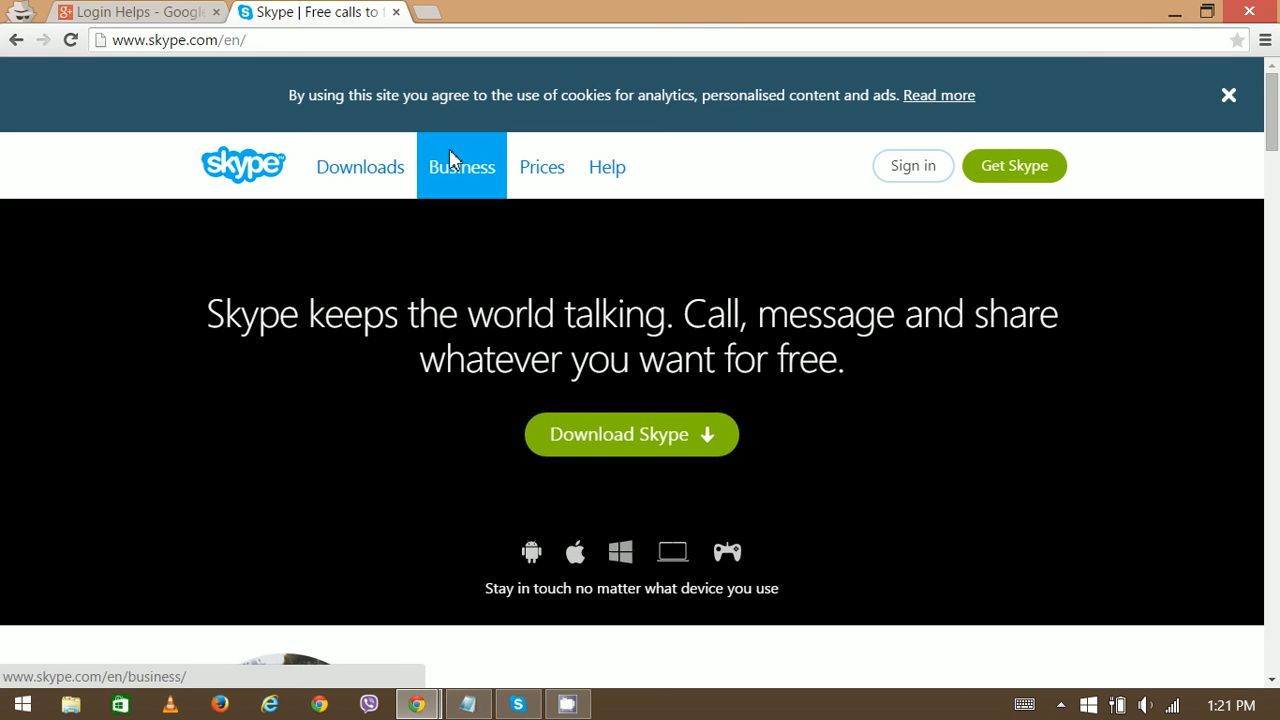 Login Helps - Google
Skype | Free calls to f
www.skype.com/en/
By using this site you agree to the use of cookies for analytics, personalised content and ads. Read more
skype
Downloads
Business
Prices
Help
Sign in
Get Skype
Skype keeps the world talking. Call, message and share
whatever you want for free.
Download Skype
Stay in touch no matter what device you use
www.skype.com/en/business/
1:21 PM